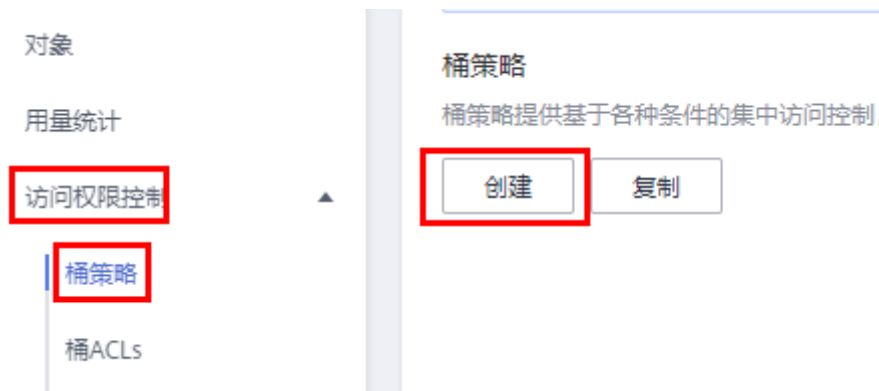 对象
用量统计
访问权限控制
桶策略
桶ACLs
桶策略
桶策略提供基于各种条件的集中访问控制
创建
复制